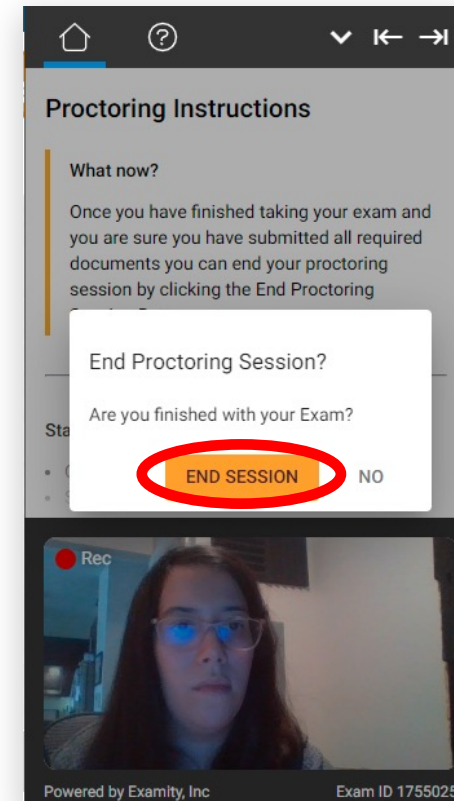 Proctoring Instructions
What now?
Once you have finished taking your exam and
you are sure you have submitted all required
documents you can end your proctoring
session by clicking the End Proctoring
End Proctoring Session?
Are you finished with your Exam?
Sta
END SESSION NO
Rec
Powered by Examity, Inc Exam ID 1755025